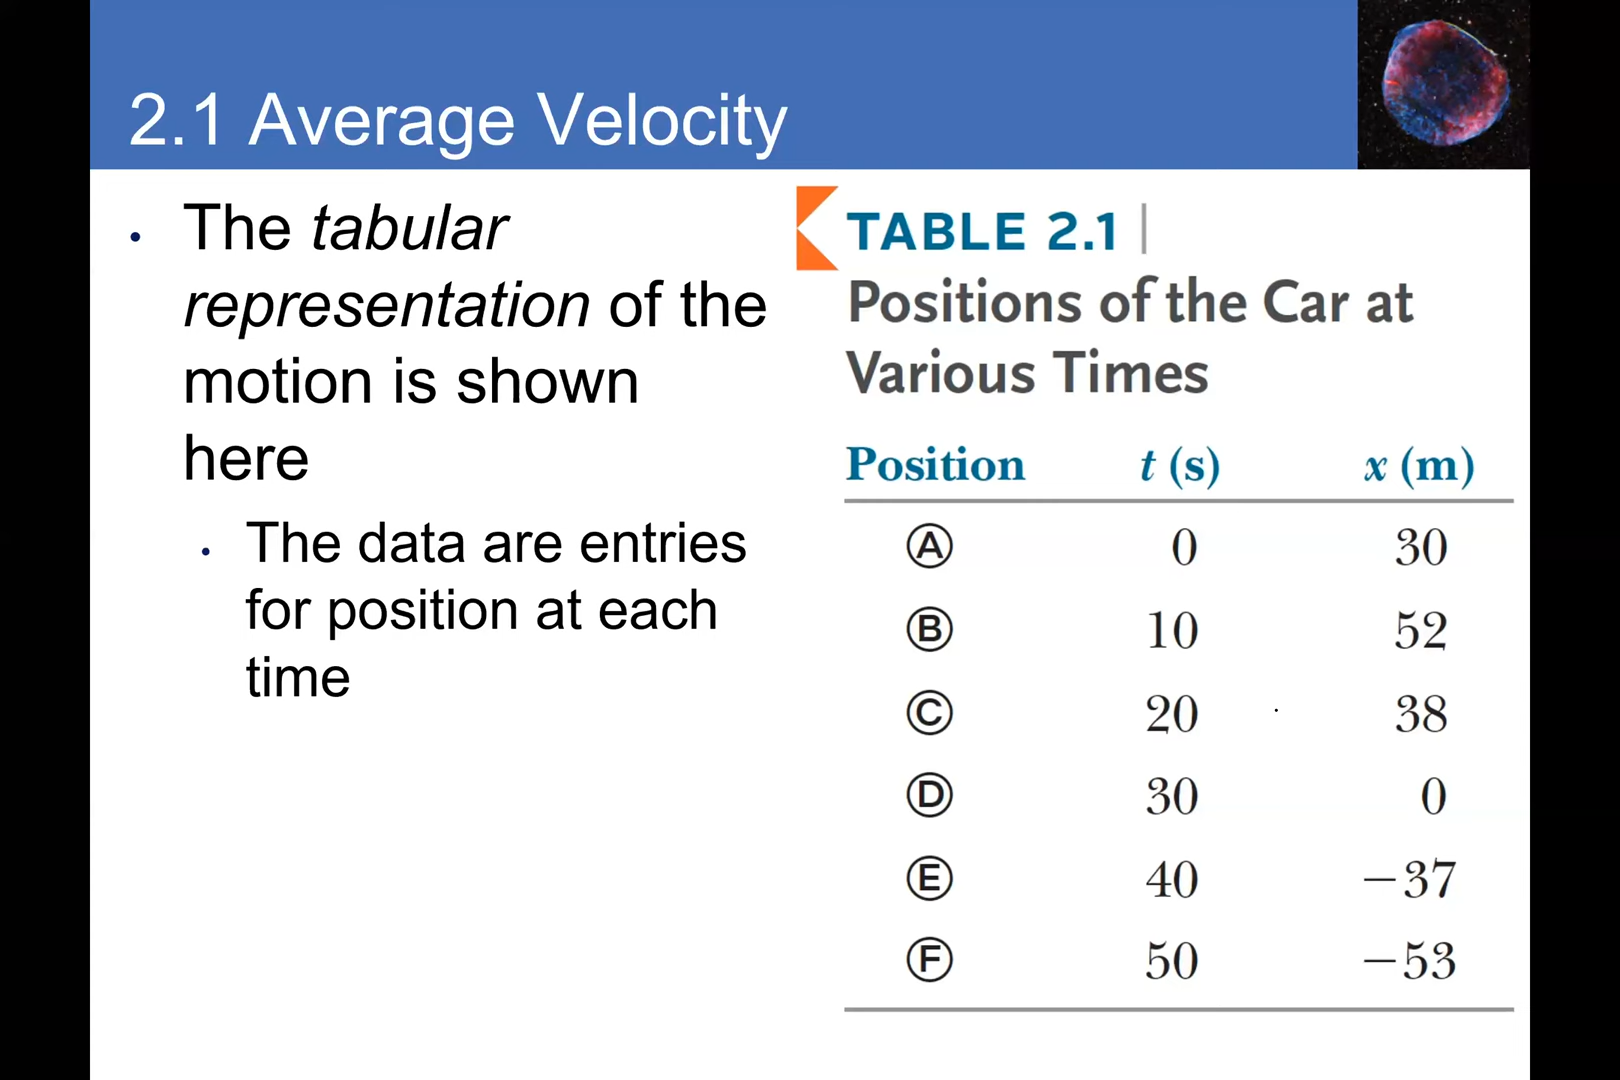 2.1 Average Velocity
• The tabular
representation of the
motion is shown
here
• The data are entries
for position at each
time
TABLE 2.1 |
Positions of the Car at
Various Times
Position t (s) x (m)
Ⓐ 0 30
Ⓑ 10 52
Ⓒ 20 38
Ⓓ 30 0
Ⓔ 40 −37
Ⓕ 50 −53